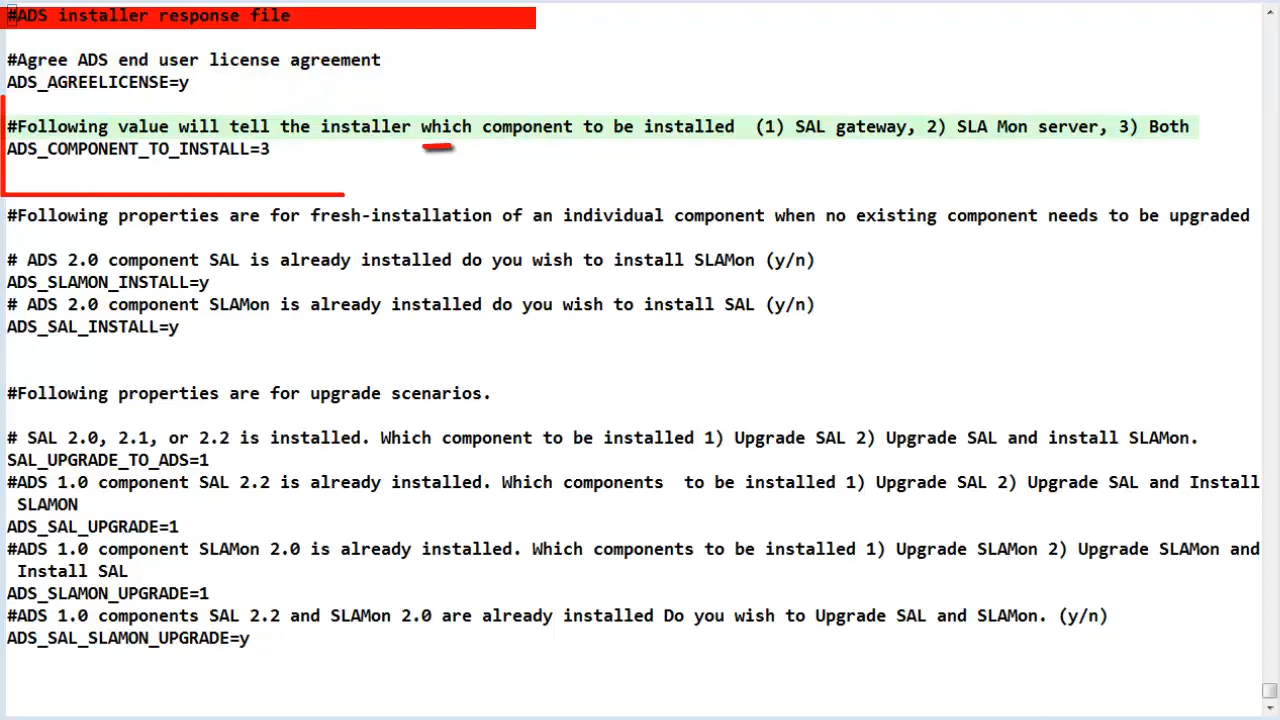 #ADS installer response file
#Agree ADS end user license agreement
ADS_AGREELICENSE=y
#Following value will tell the installer which component to be installed  (1) SAL gateway, 2) SLA Mon server, 3) Both
ADS_COMPONENT_TO_INSTALL=3
#Following properties are for fresh-installation of an individual component when no existing component needs to be upgraded
# ADS 2.0 component SAL is already installed do you wish to install SLAMon (y/n)
ADS_SLAMON_INSTALL=y
# ADS 2.0 component SLAMon is already installed do you wish to install SAL (y/n)
ADS_SAL_INSTALL=y
#Following properties are for upgrade scenarios.
# SAL 2.0, 2.1, or 2.2 is installed. Which component to be installed 1) Upgrade SAL 2) Upgrade SAL and install SLAMon.
SAL_UPGRADE_TO_ADS=1
#ADS 1.0 component SAL 2.2 is already installed. Which components  to be installed 1) Upgrade SAL 2) Upgrade SAL and Install
SLAMON
ADS_SAL_UPGRADE=1
#ADS 1.0 component SLAMon 2.0 is already installed. Which components to be installed 1) Upgrade SLAMon 2) Upgrade SLAMon and
Install SAL
ADS_SLAMON_UPGRADE=1
#ADS 1.0 components SAL 2.2 and SLAMon 2.0 are already installed Do you wish to Upgrade SAL and SLAMon. (y/n)
ADS_SAL_SLAMON_UPGRADE=y